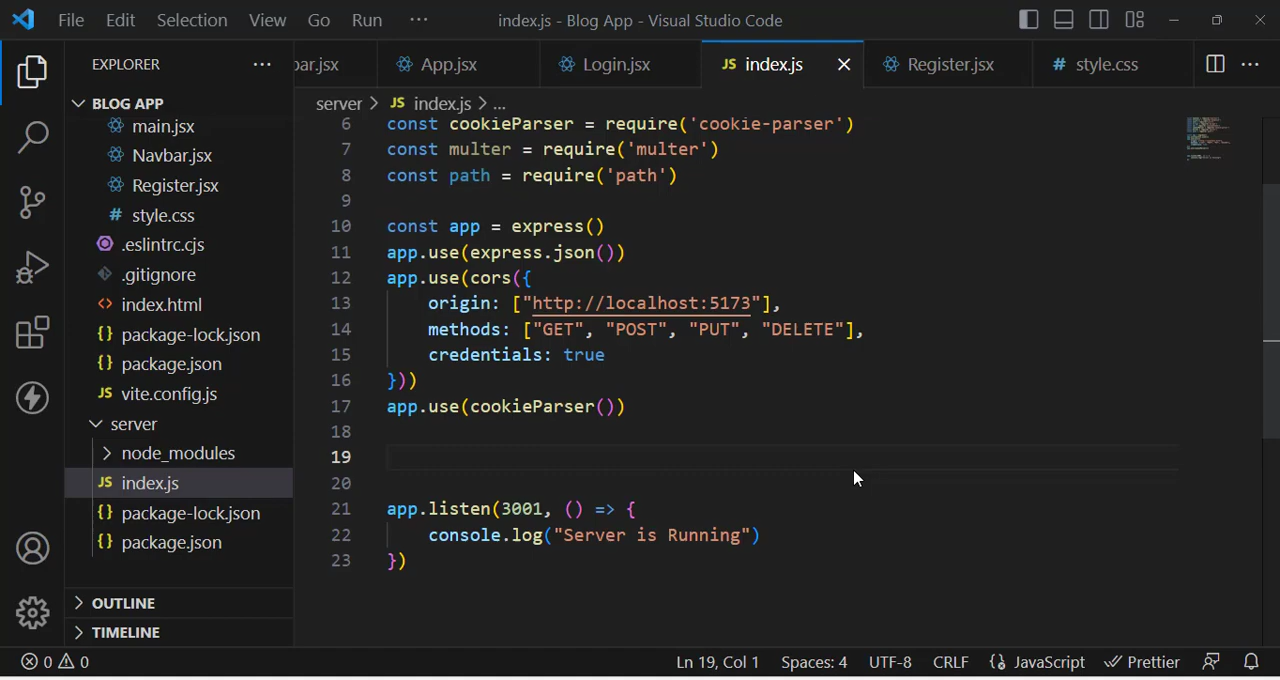 File Edit Selection View Go Run ··· index.js - Blog App - Visual Studio Code
EXPLORER ···
bar.jsx App.jsx Login.jsx JS index.js Register.jsx # style.css ···
BLOG APP
main.jsx
Navbar.jsx
Register.jsx
# style.css
.eslintrc.cjs
.gitignore
<> index.html
{} package-lock.json
{} package.json
JS vite.config.js
server
node_modules
JS index.js
{} package-lock.json
{} package.json
OUTLINE
TIMELINE
server > JS index.js > ...
6 const cookieParser = require('cookie-parser')
7 const multer = require('multer')
8 const path = require('path')
9
10 const app = express()
11 app.use(express.json())
12 app.use(cors({
13 origin: ["http://localhost:5173"],
14 methods: ["GET", "POST", "PUT", "DELETE"],
15 credentials: true
16 }))
17 app.use(cookieParser())
18
19
20
21 app.listen(3001, () => {
22 console.log("Server is Running")
23 })
0 0 Ln 19, Col 1 Spaces: 4 UTF-8 CRLF {} JavaScript Prettier